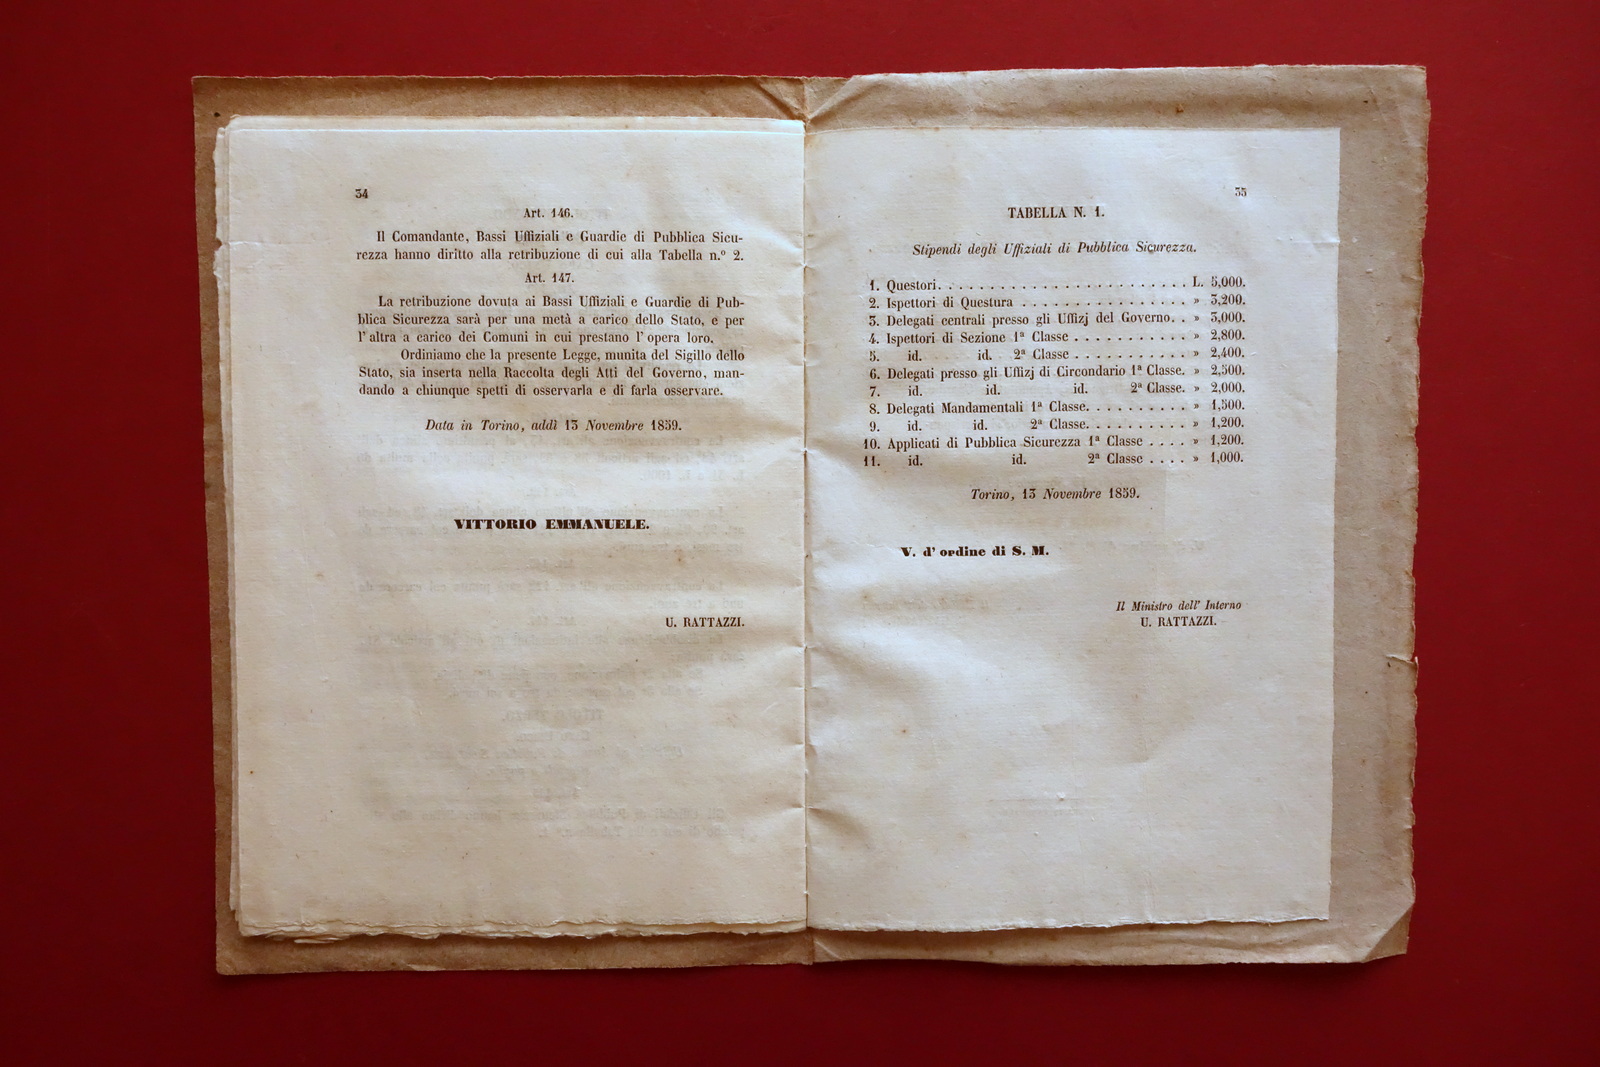 34
Art. 146.
Il Comandante, Bassi Uffiziali e Guardie di Pubblica Sicu-
rezza hanno diritto alla retribuzione di cui alla Tabella n.º 2.
Art. 147.
La retribuzione dovuta ai Bassi Uffiziali e Guardie di Pub-
blica Sicurezza sarà per una metà a carico dello Stato, e per
l'altra a carico dei Comuni in cui prestano l'opera loro.
Ordiniamo che la presente Legge, munita del Sigillo dello
Stato, sia inserta nella Raccolta degli Atti del Governo, man-
dando a chiunque spetti di osservarla e di farla osservare.
Data in Torino, addì 13 Novembre 1859.
VITTORIO EMMANUELE.
U. RATTAZZI.
35
TABELLA N. 1.
Stipendi degli Uffiziali di Pubblica Sicurezza.
1. Questori. . . . . . . . . . . . . . . . . . . . . . . . L. 5,000.
2. Ispettori di Questura . . . . . . . . . . . . . . . . » 3,200.
3. Delegati centrali presso gli Uffizj del Governo. . » 3,000.
4. Ispettori di Sezione 1ª Classe . . . . . . . . . . . » 2,800.
5. id. id. 2ª Classe . . . . . . . . . . . » 2,400.
6. Delegati presso gli Uffizj di Circondario 1ª Classe. » 2,500.
7. id. id. id. 2ª Classe. » 2,000.
8. Delegati Mandamentali 1ª Classe. . . . . . . . . . » 1,500.
9. id. id. 2ª Classe. . . . . . . . . . » 1,200.
10. Applicati di Pubblica Sicurezza 1ª Classe . . . . » 1,200.
11. id. id. 2ª Classe . . . . » 1,000.
Torino, 13 Novembre 1859.
V. d'ordine di S. M.
Il Ministro dell'Interno
U. RATTAZZI.